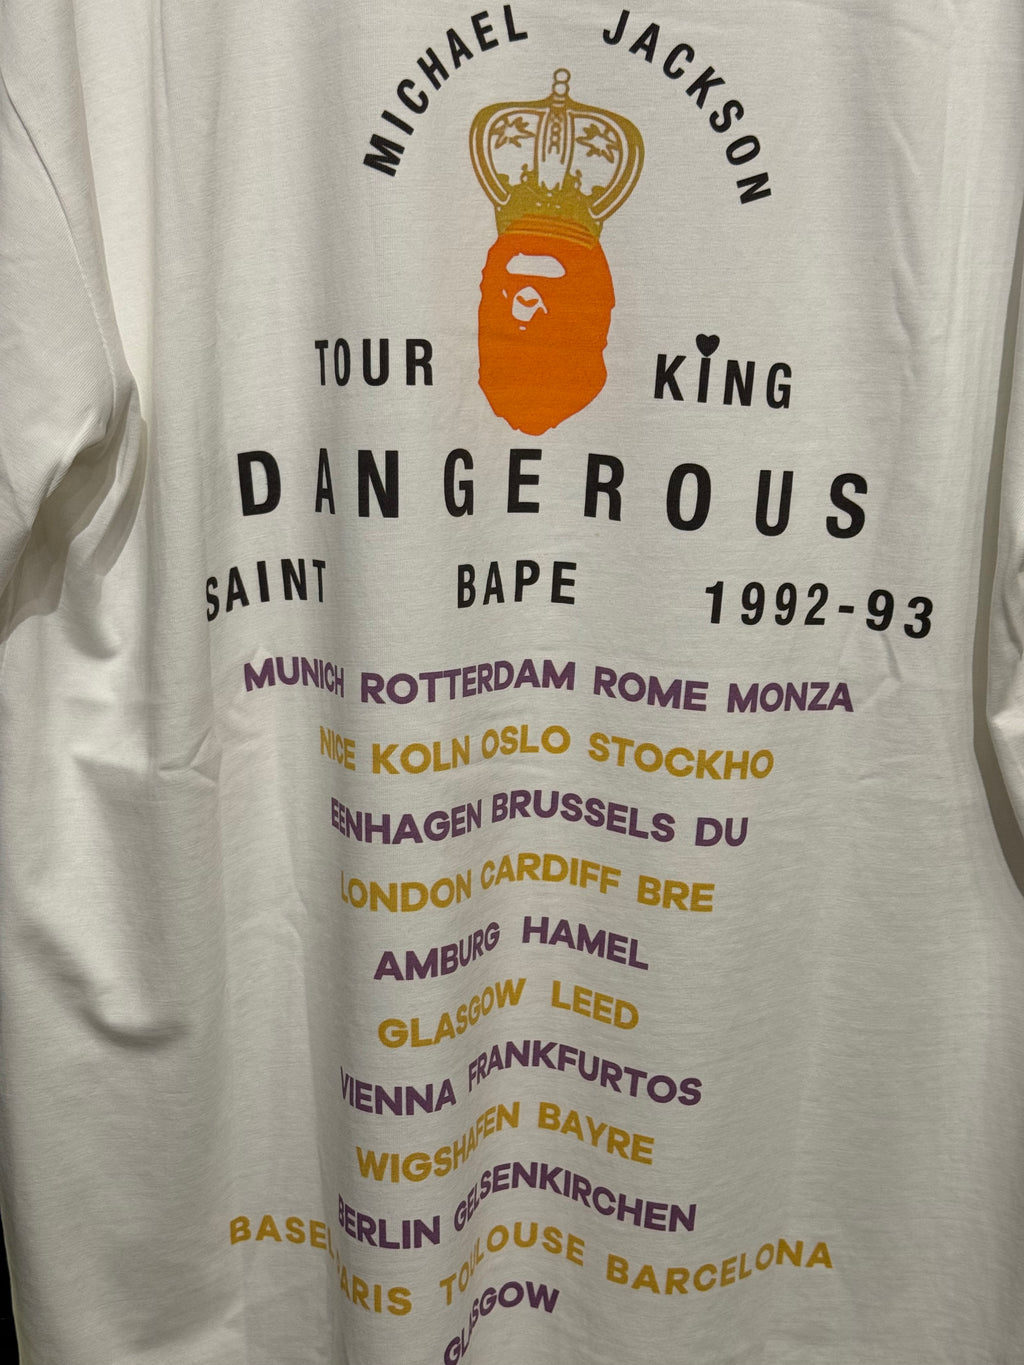 MICHAEL JACKSON
TOUR KING
DANGEROUS
SAINT BAPE 1992-93
MUNICH ROTTERDAM ROME MONZA
NICE KOLN OSLO STOCKHO
EENHAGEN BRUSSELS DU
LONDON CARDIFF BRE
AMBURG HAMEL
GLASGOW LEED
VIENNA FRANKFURTOS
WIGSHAFEN BAYRE
BERLIN GELSENKIRCHEN
BASEL PARIS TOULOUSE BARCELONA
GLASGOW